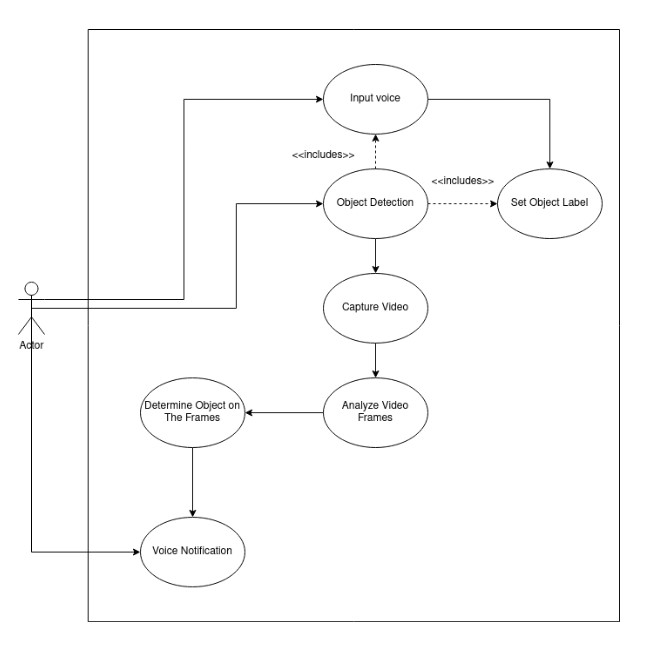 Input voice
<<includes>>
<<includes>>
Object Detection
Set Object Label
Capture Video
Actor
Determine Object on
The Frames
Analyze Video
Frames
Voice Notification